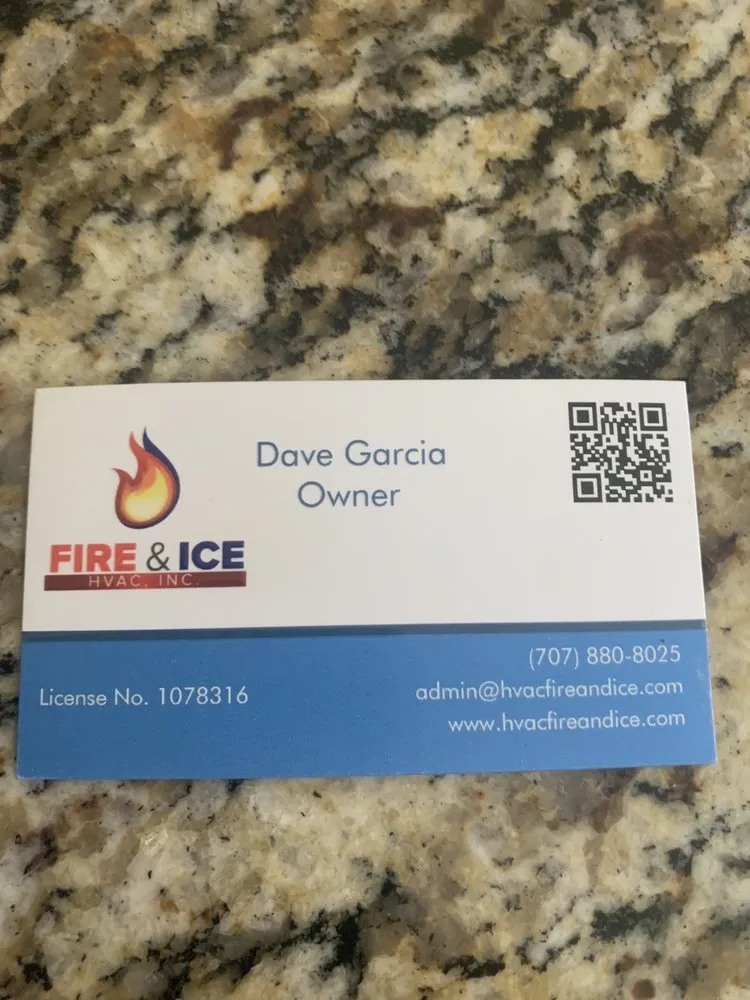 Dave Garcia
Owner
FIRE & ICE
HVAC, INC.
License No. 1078316
(707) 880-8025
admin@hvacfireandice.com
www.hvacfireandice.com